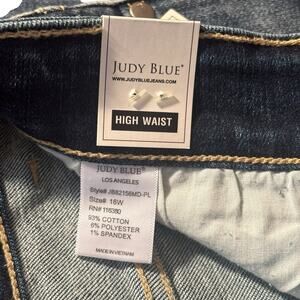 JUDY BLUE®
WWW.JUDYBLUEJEANS.COM
HIGH WAIST
JUDY BLUE®
LOS ANGELES
Style# JB82156MD-PL
Size# 16W
RN# 116380
93% COTTON
6% POLYESTER
1% SPANDEX
MADE IN VIETNAM